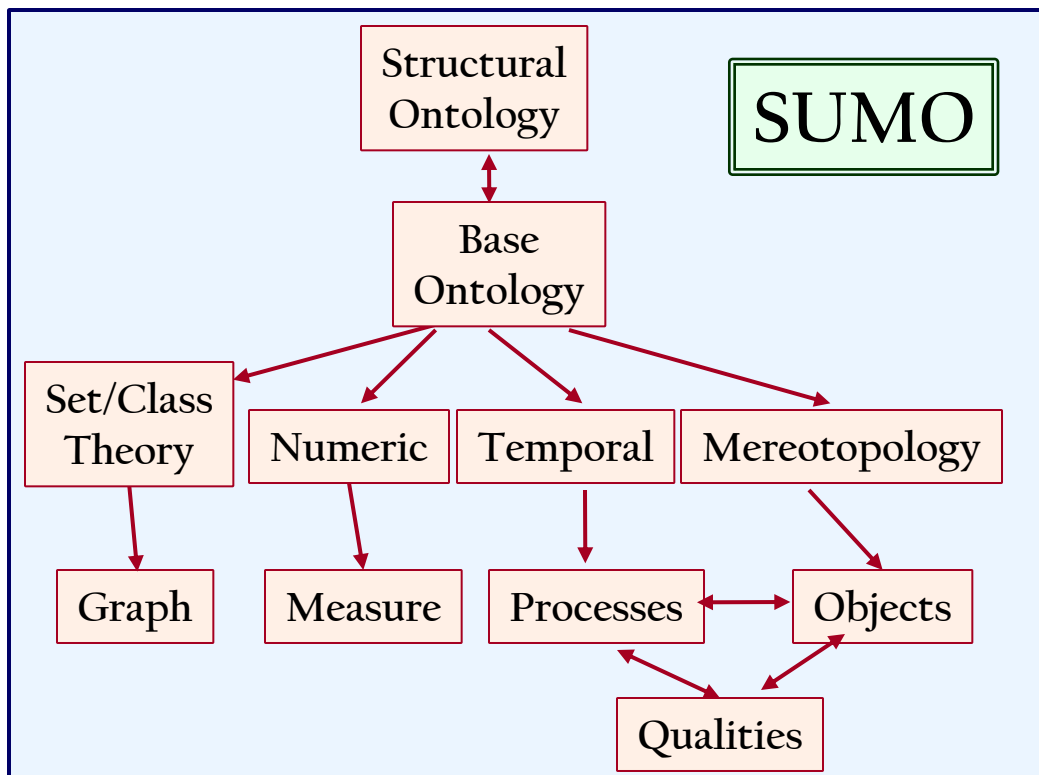 Structural
Ontology
SUMO
Base
Ontology
Set/Class
Theory
Numeric
Temporal
Mereotopology
Graph
Measure
Processes
Objects
Qualities